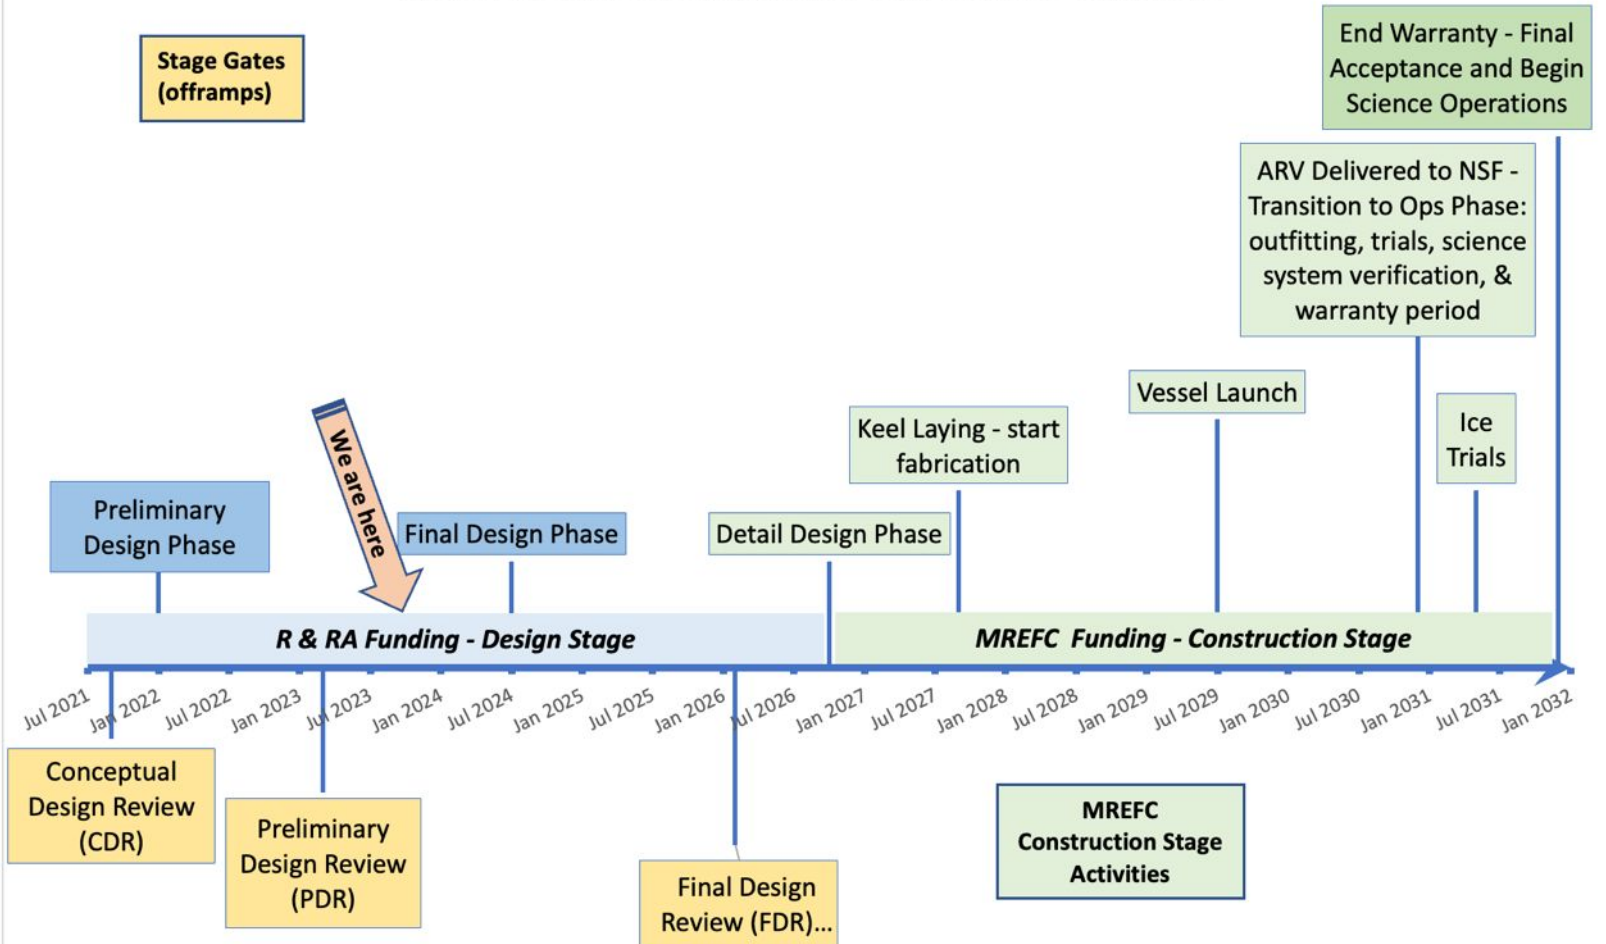 Stage Gates
(offramps)
End Warranty - Final
Acceptance and Begin
Science Operations
ARV Delivered to NSF -
Transition to Ops Phase:
outfitting, trials, science
system verification, &
warranty period
Vessel Launch
Ice
Trials
Keel Laying - start
fabrication
We are here
Preliminary
Design Phase
Final Design Phase
Detail Design Phase
R & RA Funding - Design Stage
MREFC Funding - Construction Stage
Jul 2021
Jan 2022
Jul 2022
Jan 2023
Jul 2023
Jan 2024
Jul 2024
Jan 2025
Jul 2025
Jan 2026
Jul 2026
Jan 2027
Jul 2027
Jan 2028
Jul 2028
Jan 2029
Jul 2029
Jan 2030
Jul 2030
Jan 2031
Jul 2031
Jan 2032
Conceptual
Design Review
(CDR)
Preliminary
Design Review
(PDR)
Final Design
Review (FDR)...
MREFC
Construction Stage
Activities